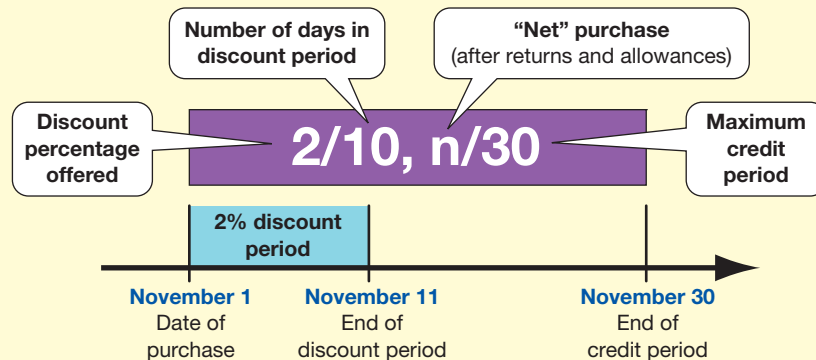 Number of days in
discount period
"Net" purchase
(after returns and allowances)
Discount
percentage
offered
2/10, n/30
Maximum
credit
period
2% discount
period
November 1
Date of
purchase
November 11
End of
discount period
November 30
End of
credit period